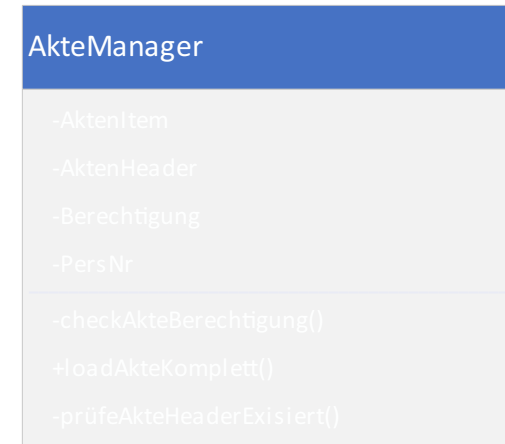 AkteManager
-AktenItem
-AktenHeader
-Berechtigung
-PersNr
-checkAkteBerechtigung()
+loadAkteKomplett()
-prüfeAkteHeaderExisiert()